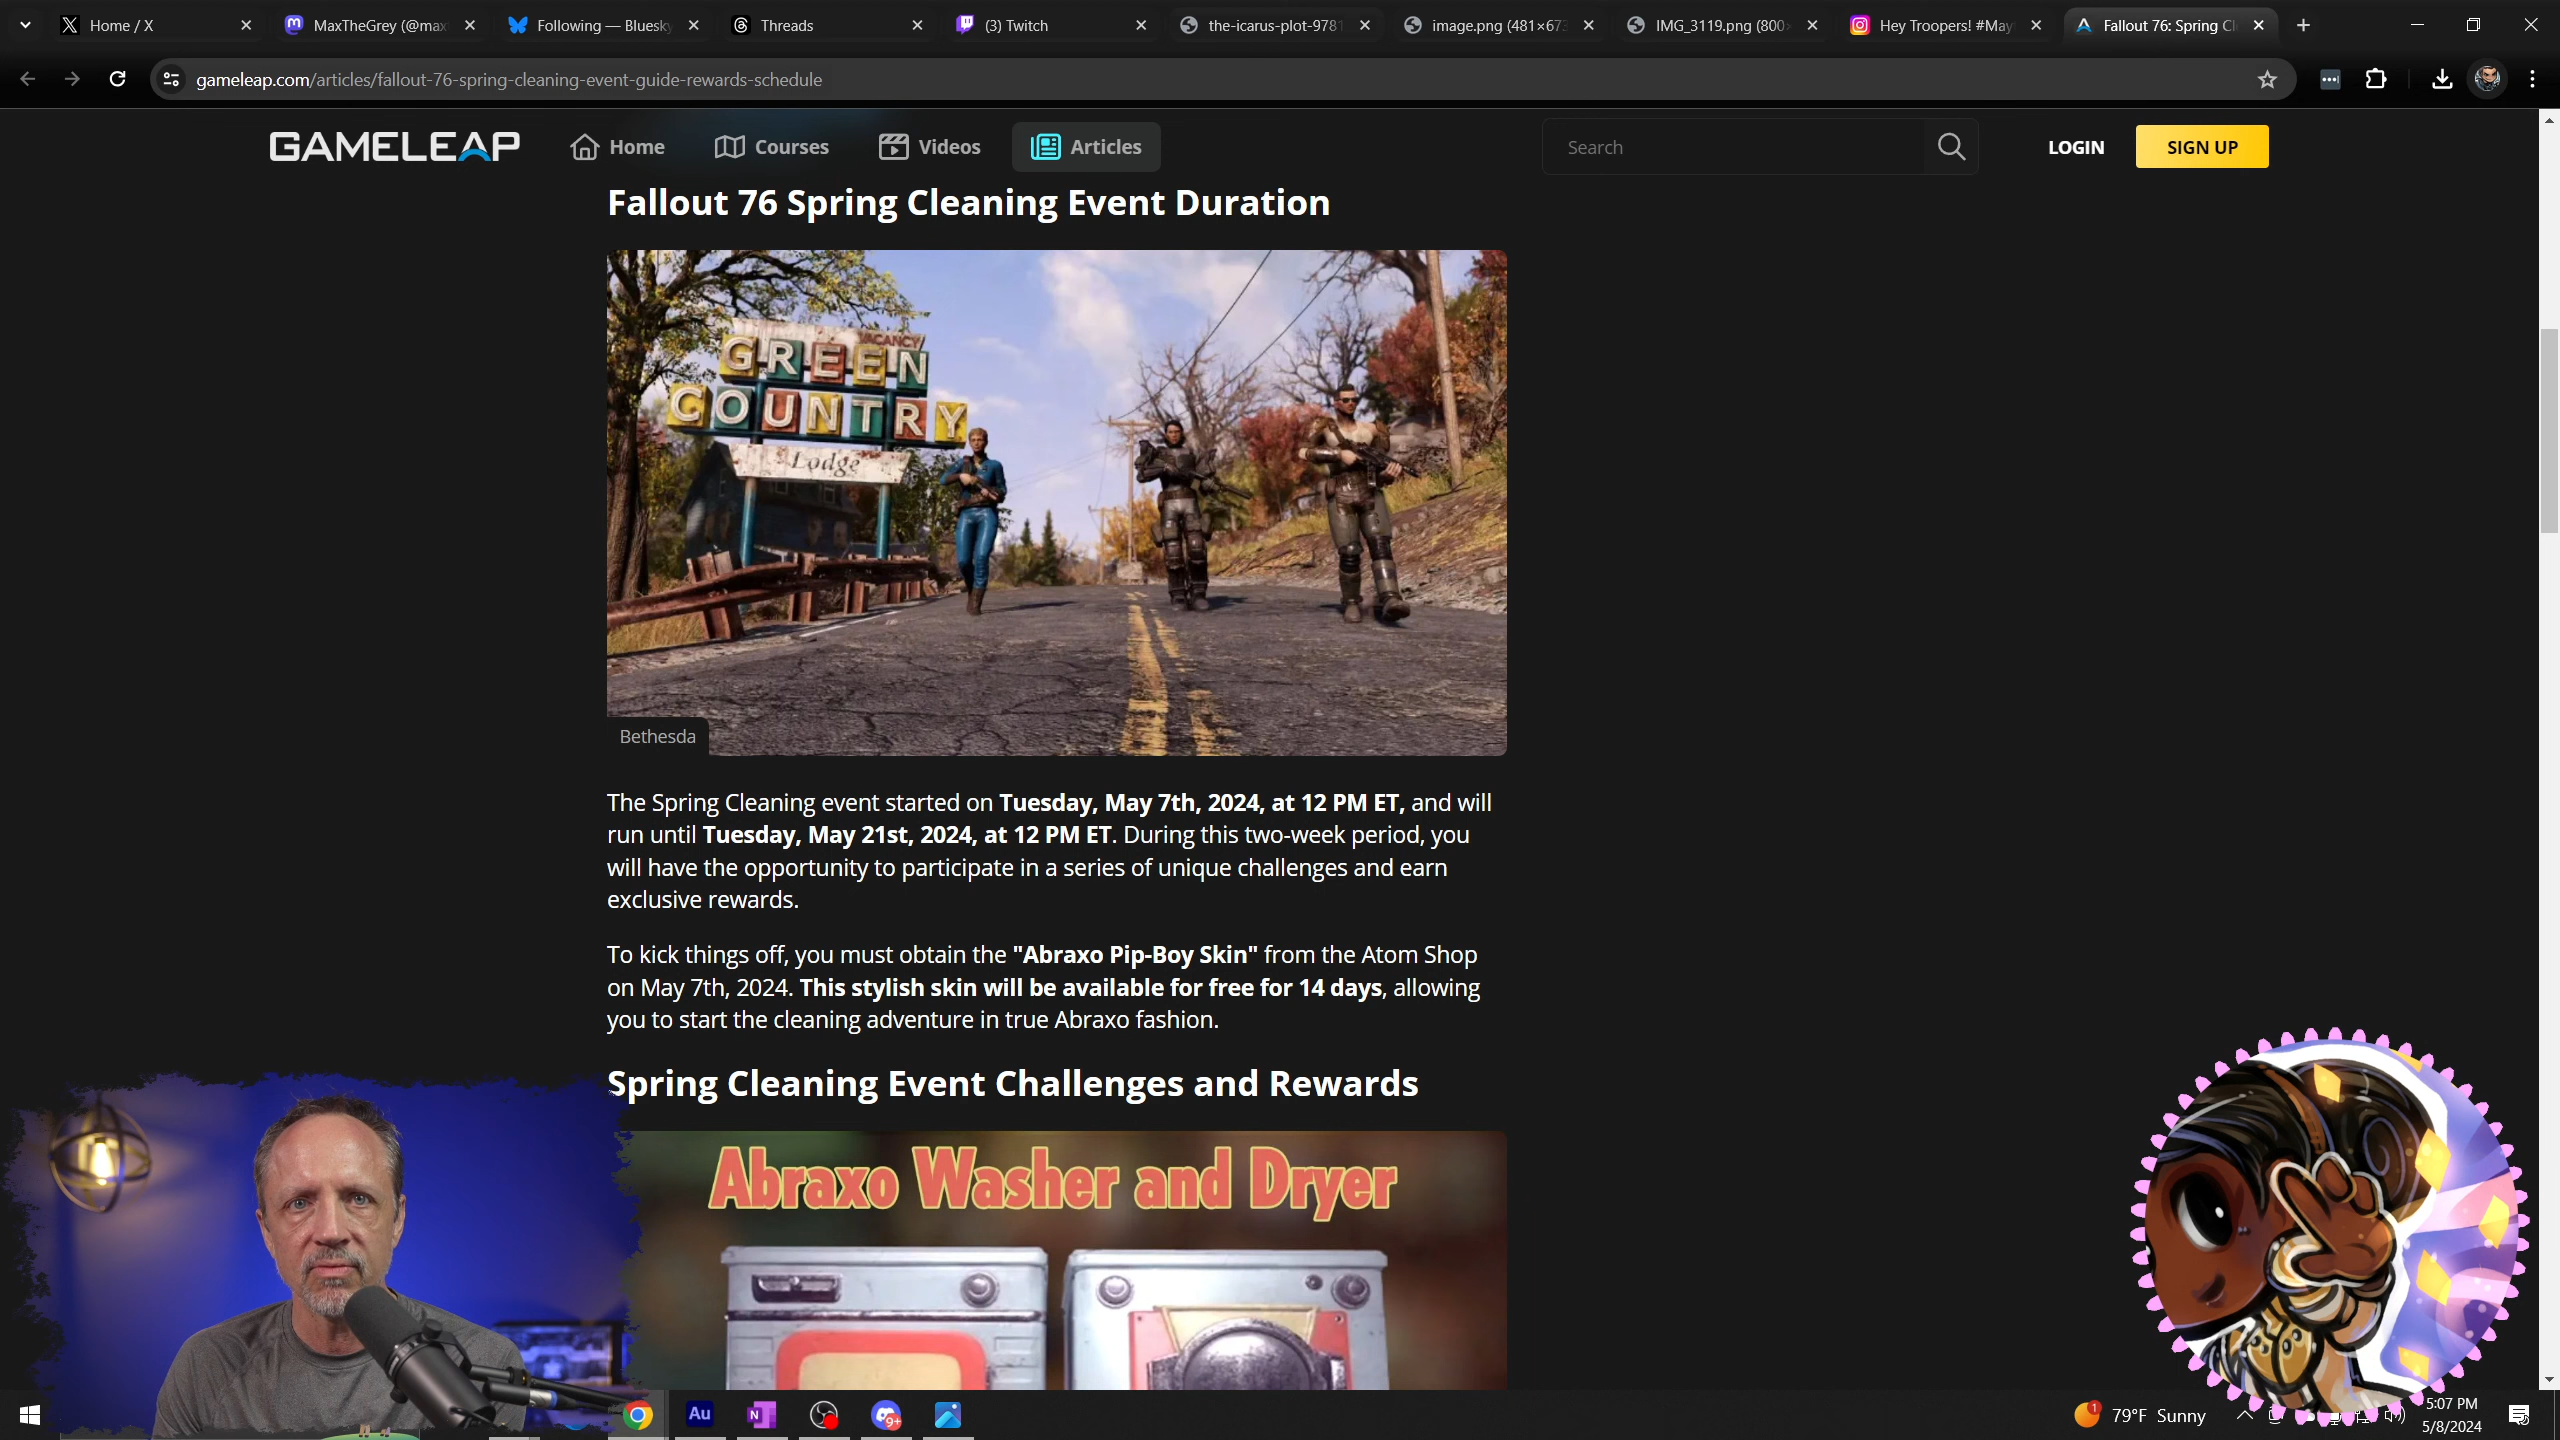 Home / X
MaxTheGrey (@max
Following — Bluesky
Threads
(3) Twitch
the-icarus-plot-9781
image.png (481×673
IMG_3119.png (800×
Hey Troopers! #May
Fallout 76: Spring Cl
gameleap.com/articles/fallout-76-spring-cleaning-event-guide-rewards-schedule
GAMELEAP
Home
Courses
Videos
Articles
Search
LOGIN
SIGN UP
Fallout 76 Spring Cleaning Event Duration
VACANCY
GREEN
COUNTRY
Lodge
Bethesda
The Spring Cleaning event started on Tuesday, May 7th, 2024, at 12 PM ET, and will
run until Tuesday, May 21st, 2024, at 12 PM ET. During this two-week period, you
will have the opportunity to participate in a series of unique challenges and earn
exclusive rewards.
To kick things off, you must obtain the "Abraxo Pip-Boy Skin" from the Atom Shop
on May 7th, 2024. This stylish skin will be available for free for 14 days, allowing
you to start the cleaning adventure in true Abraxo fashion.
Spring Cleaning Event Challenges and Rewards
Abraxo Washer and Dryer
Au
N
9+
1
79°F Sunny
5:07 PM
5/8/2024